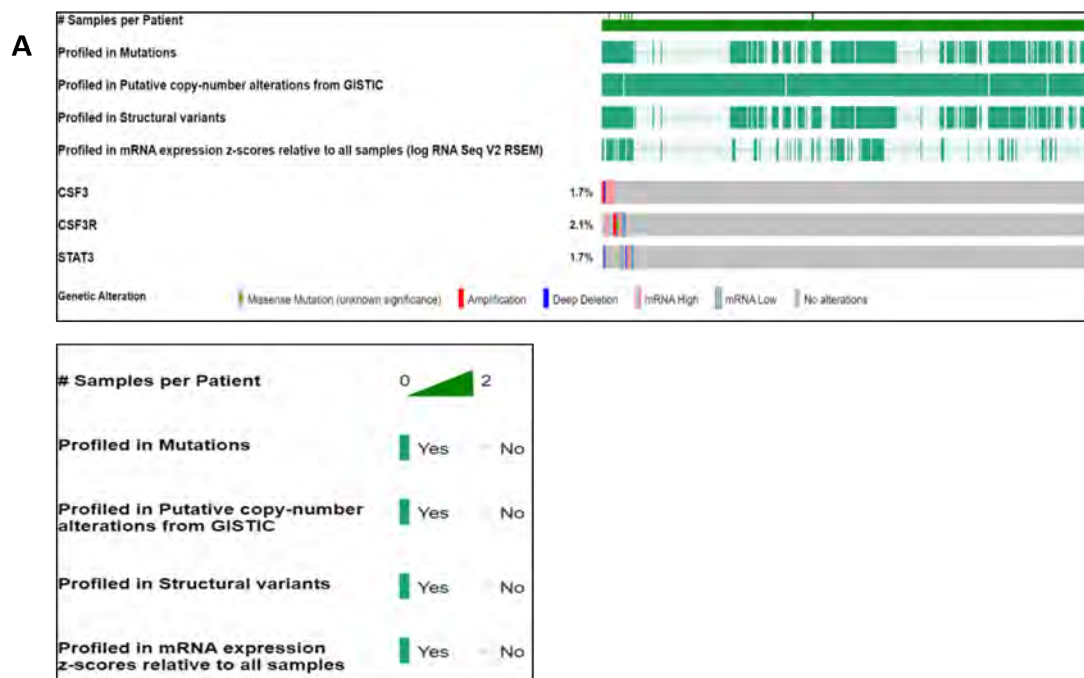 A
# Samples per Patient
Profiled in Mutations
Profiled in Putative copy-number alterations from GISTIC
Profiled in Structural variants
Profiled in mRNA expression z-scores relative to all samples (log RNA Seq V2 RSEM)
CSF3 1.7%
CSF3R 2.1%
STAT3 1.7%
Genetic Alteration Missense Mutation (unknown significance) Amplification Deep Deletion mRNA High mRNA Low No alterations
# Samples per Patient 0 2
Profiled in Mutations Yes No
Profiled in Putative copy-number
alterations from GISTIC Yes No
Profiled in Structural variants Yes No
Profiled in mRNA expression
z-scores relative to all samples Yes No